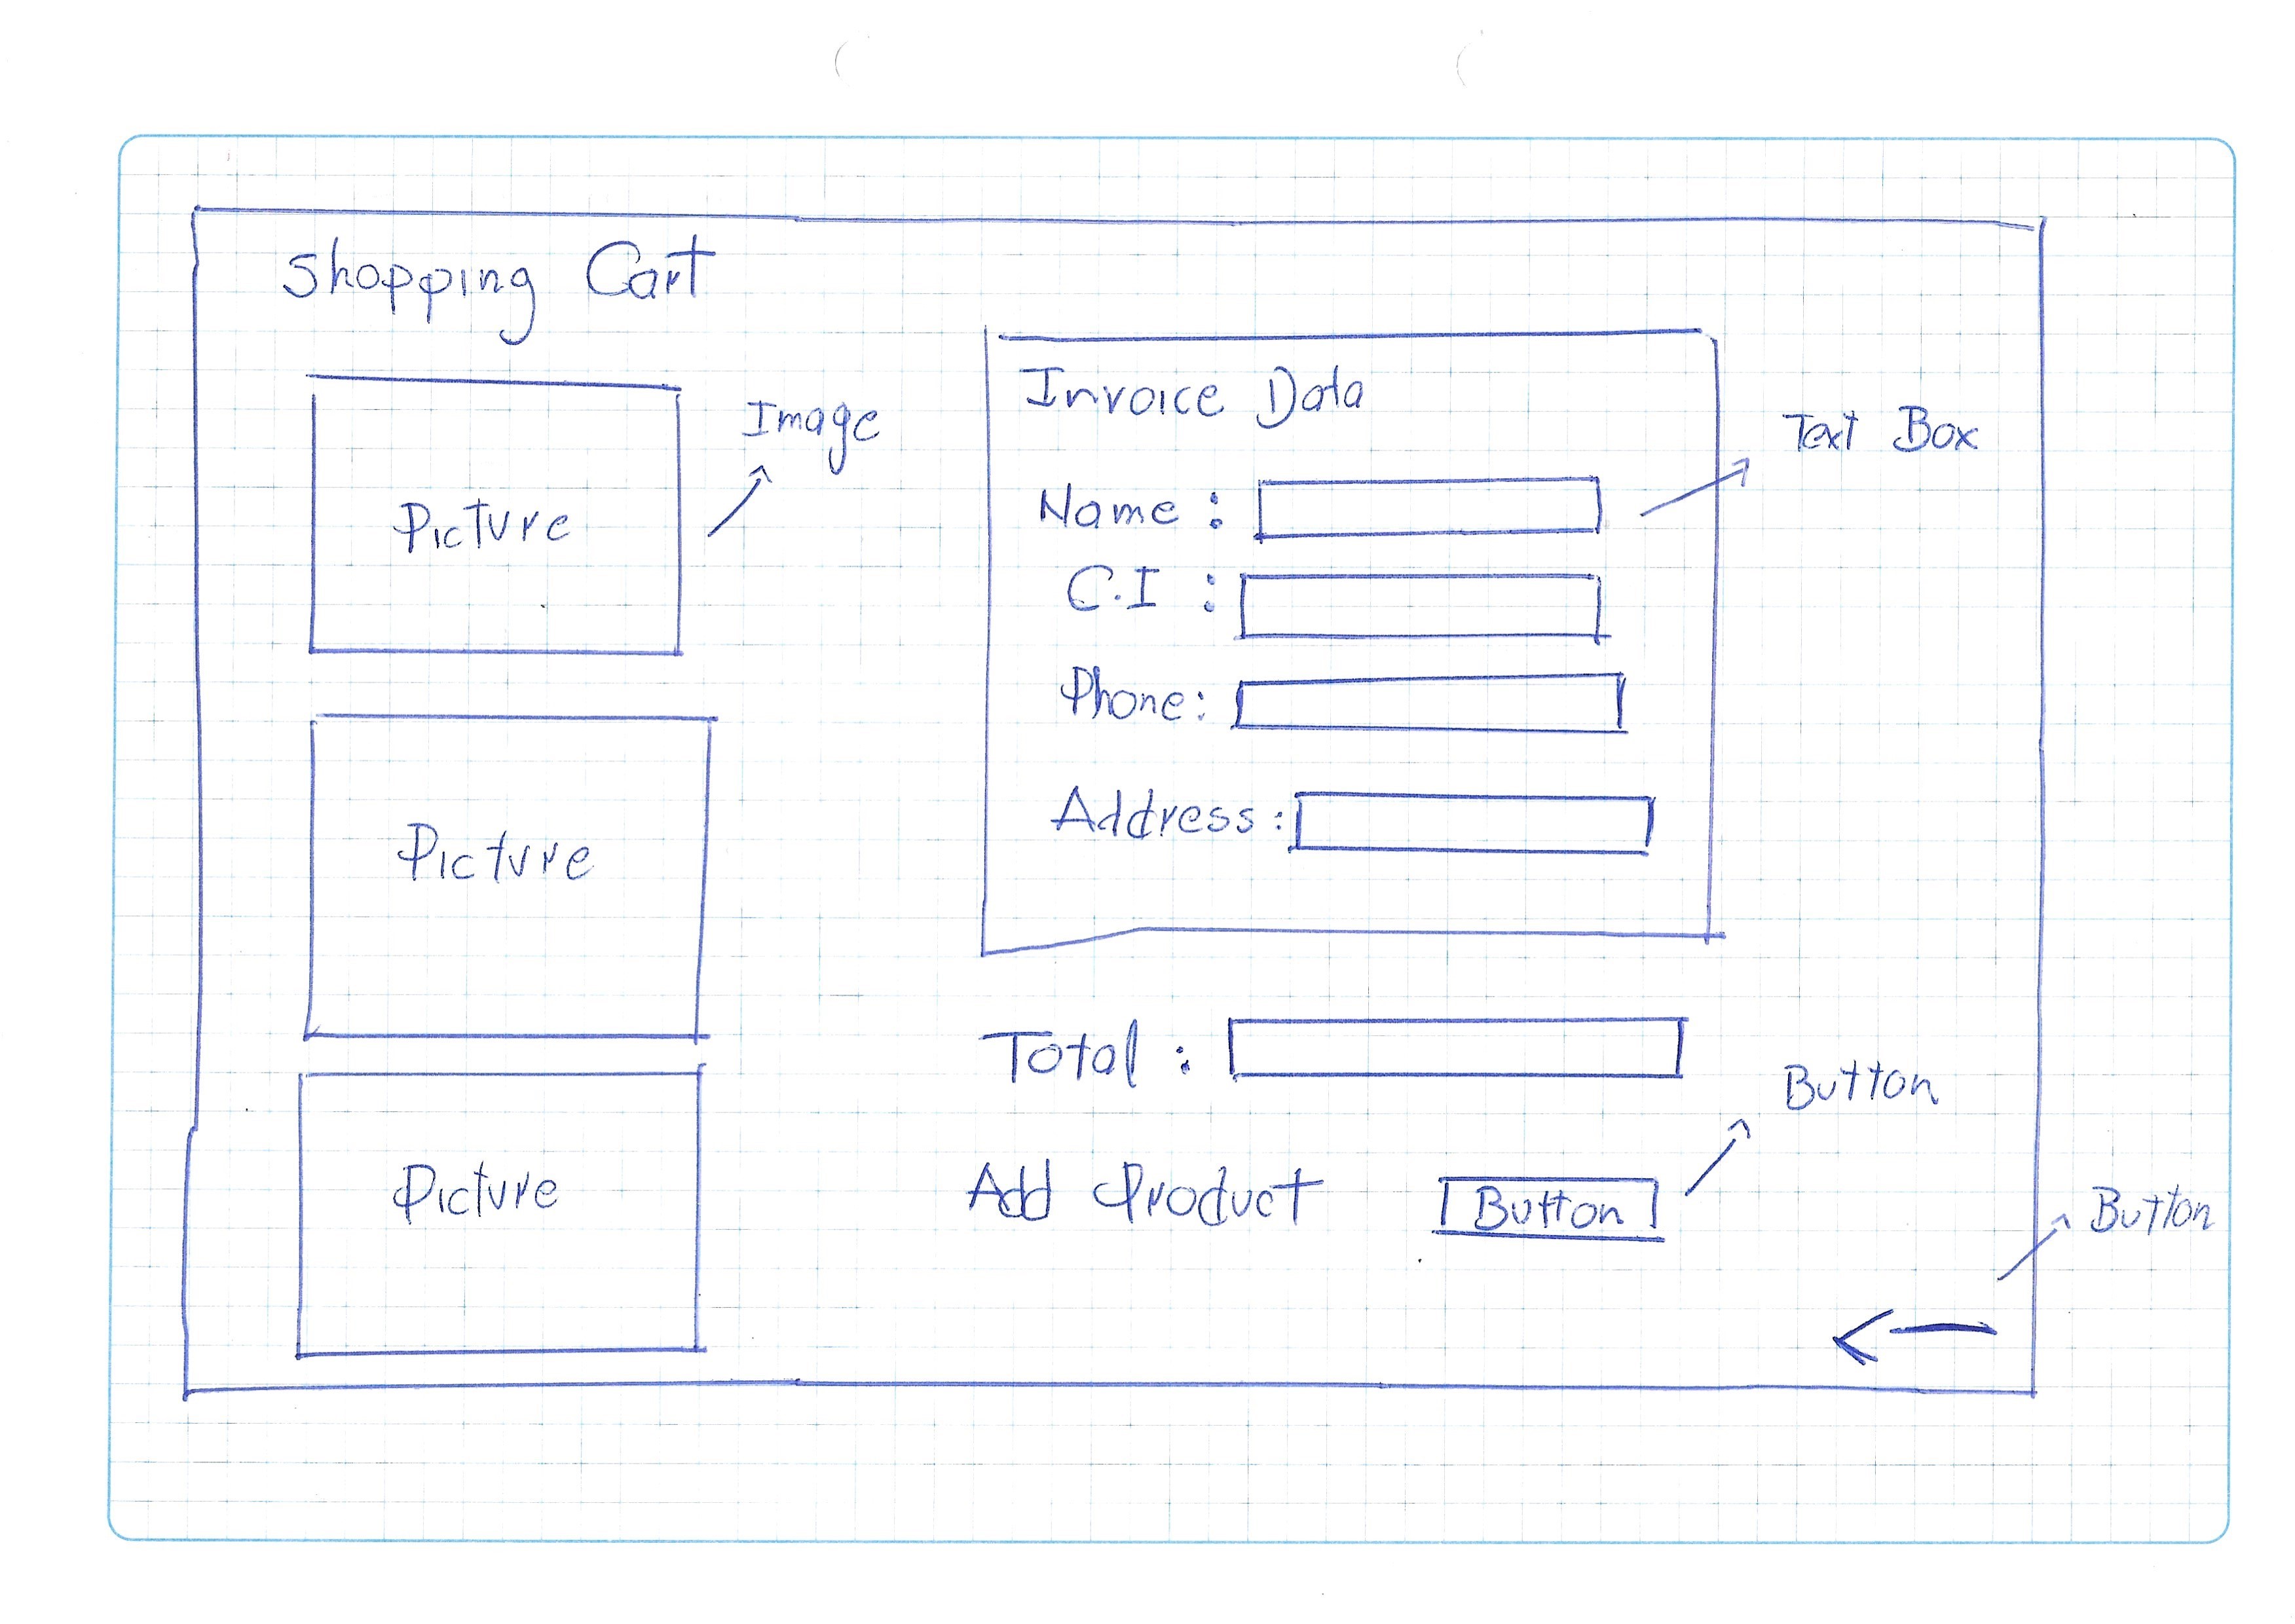 Shopping Cart
Image
Picture
Picture
Picture
Invoice Data
Text Box
Name :
C.I :
Phone:
Address:
Total :
Button
Add Product
Button
Button